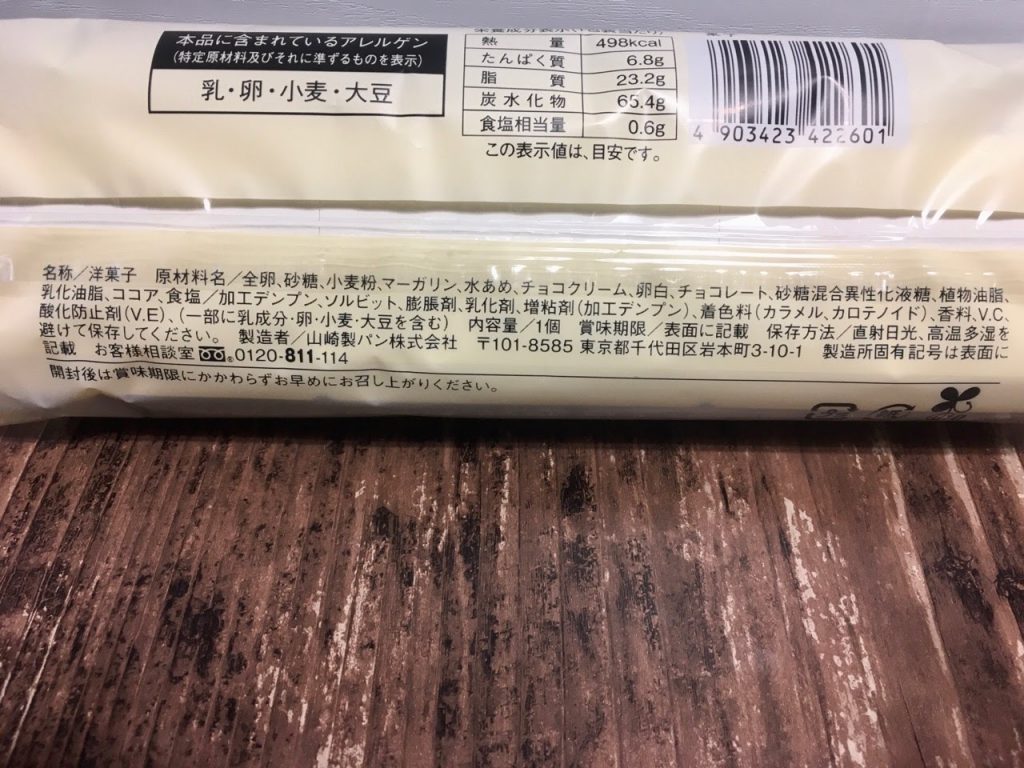 本品に含まれているアレルゲン
(特定原材料及びそれに準ずるものを表示)
乳・卵・小麦・大豆
熱量 498kcal
たんぱく質 6.8g
脂質 23.2g
炭水化物 65.4g
食塩相当量 0.6g
この表示値は、目安です。
4 903423 422601
名称/洋菓子 原材料名/全卵、砂糖、小麦粉、マーガリン、水あめ、チョコクリーム、卵白、チョコレート、砂糖混合異性化液糖、植物油脂、
乳化油脂、ココア、食塩/加工デンプン、ソルビット、膨脹剤、乳化剤、増粘剤(加工デンプン)、着色料(カラメル、カロテノイド)、香料、V.C、
酸化防止剤(V.E)、(一部に乳成分・卵・小麦・大豆を含む) 内容量/1個 賞味期限/表面に記載 保存方法/直射日光、高温多湿を
避けて保存してください。 製造者/山崎製パン株式会社 〒101-8585 東京都千代田区岩本町3-10-1 製造所固有記号は表面に
記載 お客様相談室 0120-811-114
開封後は賞味期限にかかわらずお早めにお召し上がりください。